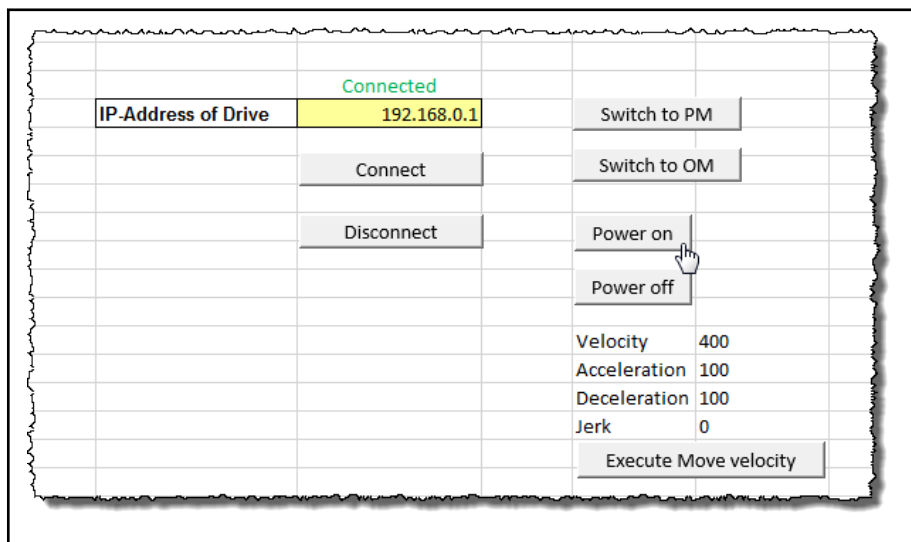 Connected
IP-Address of Drive 192.168.0.1
Switch to PM
Connect
Switch to OM
Disconnect
Power on
Power off
Velocity 400
Acceleration 100
Deceleration 100
Jerk 0
Execute Move velocity